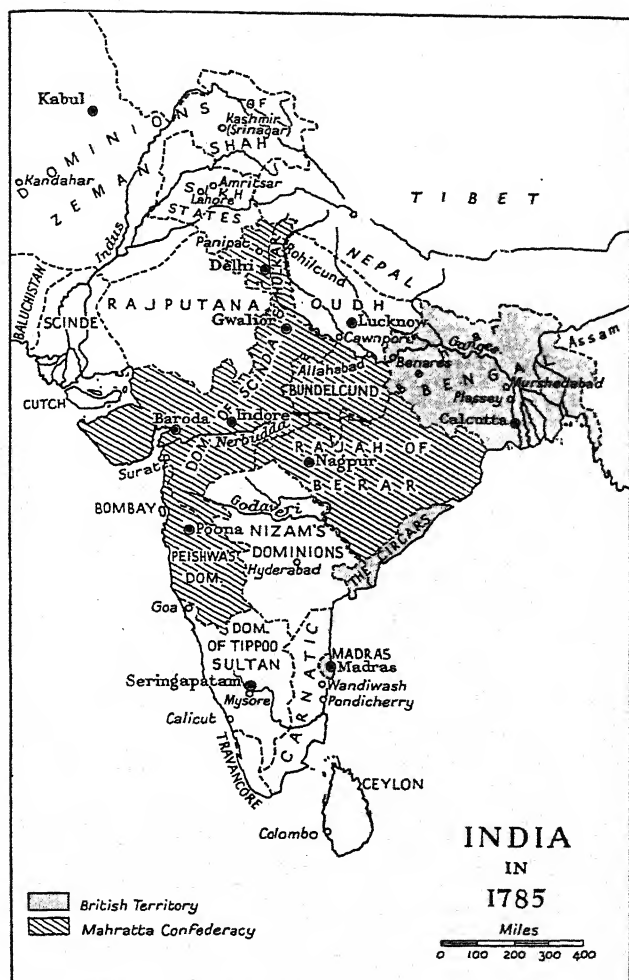 Kabul
DOMINIONS OF
ZEMAN SHAH
Kashmir
(Srinagar)
Kandahar
SIKH
STATES
Amritsar
Lahore
TIBET
Indus
Panipat
Delhi
HOLKAR
Rohilcund
NEPAL
BALUCHISTAN
SCINDE
RAJPUTANA
OUDH
Gwalior
Lucknow
Cawnpore
Ganges
Assam
Allahabad
Benares
BUNDELCUND
BENGAL
Murshedabad
Plassey
Calcutta
CUTCH
Baroda
Indore
DOM. OF SCINDIA
Nerbudda
Surat
RAJAH OF
BERAR
Nagpur
BOMBAY
Godaveri
Poona
NIZAM'S
DOMINIONS
PEISHWA'S
DOM.
Hyderabad
THE CIRCARS
Goa
DOM.
OF TIPPOO
SULTAN
CARNATIC
MADRAS
Madras
Seringapatam
Mysore
Wandiwash
Pondicherry
Calicut
TRAVANCORE
CEYLON
Colombo
INDIA
IN
1785
British Territory
Mahratta Confederacy
Miles
0 100 200 300 400